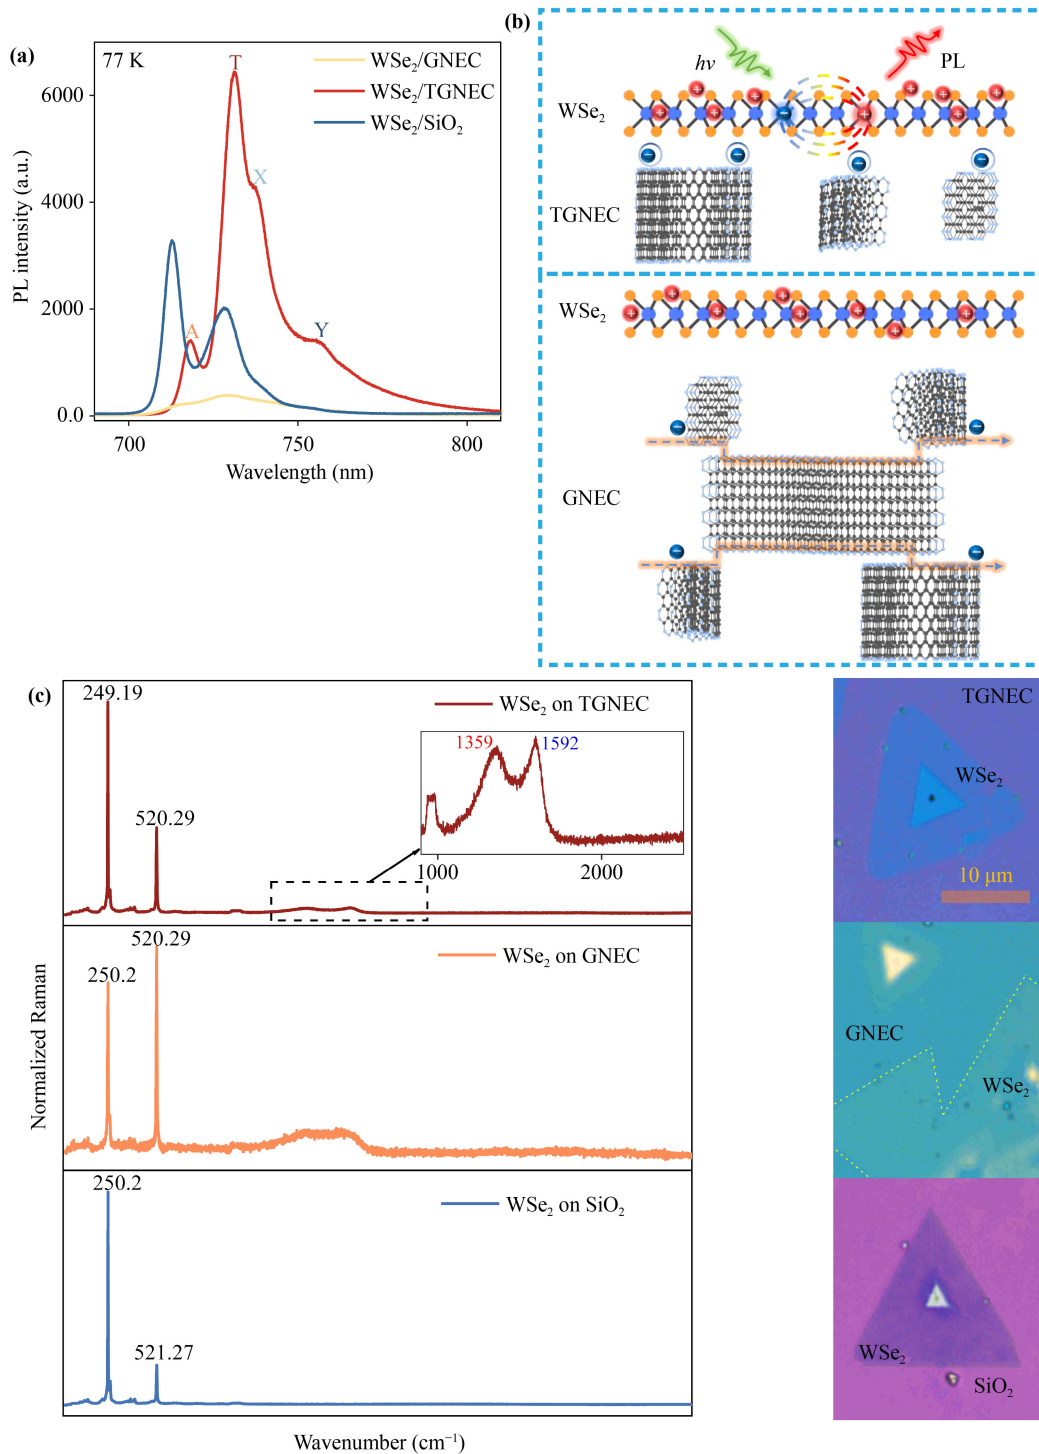 (a)
77 K
T
X
A
Y
WSe₂/GNEC
WSe₂/TGNEC
WSe₂/SiO₂
6000
4000
2000
0.0
PL intensity (a.u.)
700
750
800
Wavelength (nm)
(b)
hν
PL
WSe₂
TGNEC
WSe₂
GNEC
(c)
249.19
520.29
WSe₂ on TGNEC
1359
1592
1000
2000
520.29
250.2
WSe₂ on GNEC
250.2
521.27
WSe₂ on SiO₂
Normalized Raman
Wavenumber (cm⁻¹)
TGNEC
WSe₂
10 μm
GNEC
WSe₂
WSe₂
SiO₂